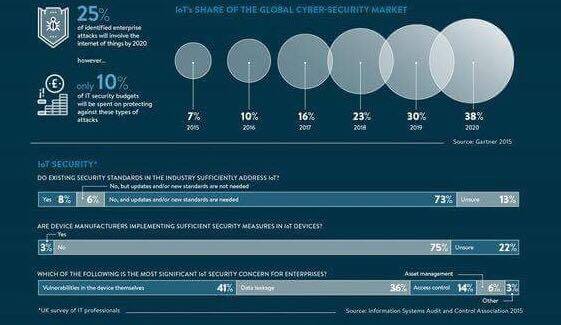 25%
of identified enterprise
attacks will involve the
internet of things by 2020
however...
only 10%
of IT security budgets
will be spent on protecting
against these types of
attacks
IoT's SHARE OF THE GLOBAL CYBER-SECURITY MARKET
7% 10% 16% 23% 30% 38%
2015 2016 2017 2018 2019 2020
Source: Gartner 2015
IoT SECURITY*
DO EXISTING SECURITY STANDARDS IN THE INDUSTRY SUFFICIENTLY ADDRESS IoT?
No, but updates and/or new standards are not needed
Yes 8% 6% No, and updates and/or new standards are needed 73% Unsure 13%
ARE DEVICE MANUFACTURERS IMPLEMENTING SUFFICIENT SECURITY MEASURES IN IoT DEVICES?
Yes
3% No 75% Unsure 22%
WHICH OF THE FOLLOWING IS THE MOST SIGNIFICANT IoT SECURITY CONCERN FOR ENTERPRISES?
Asset management
Vulnerabilities in the device themselves 41% Data leakage 36% Access control 14% 6% 3%
Other
*UK survey of IT professionals
Source: Information Systems Audit and Control Association 2015